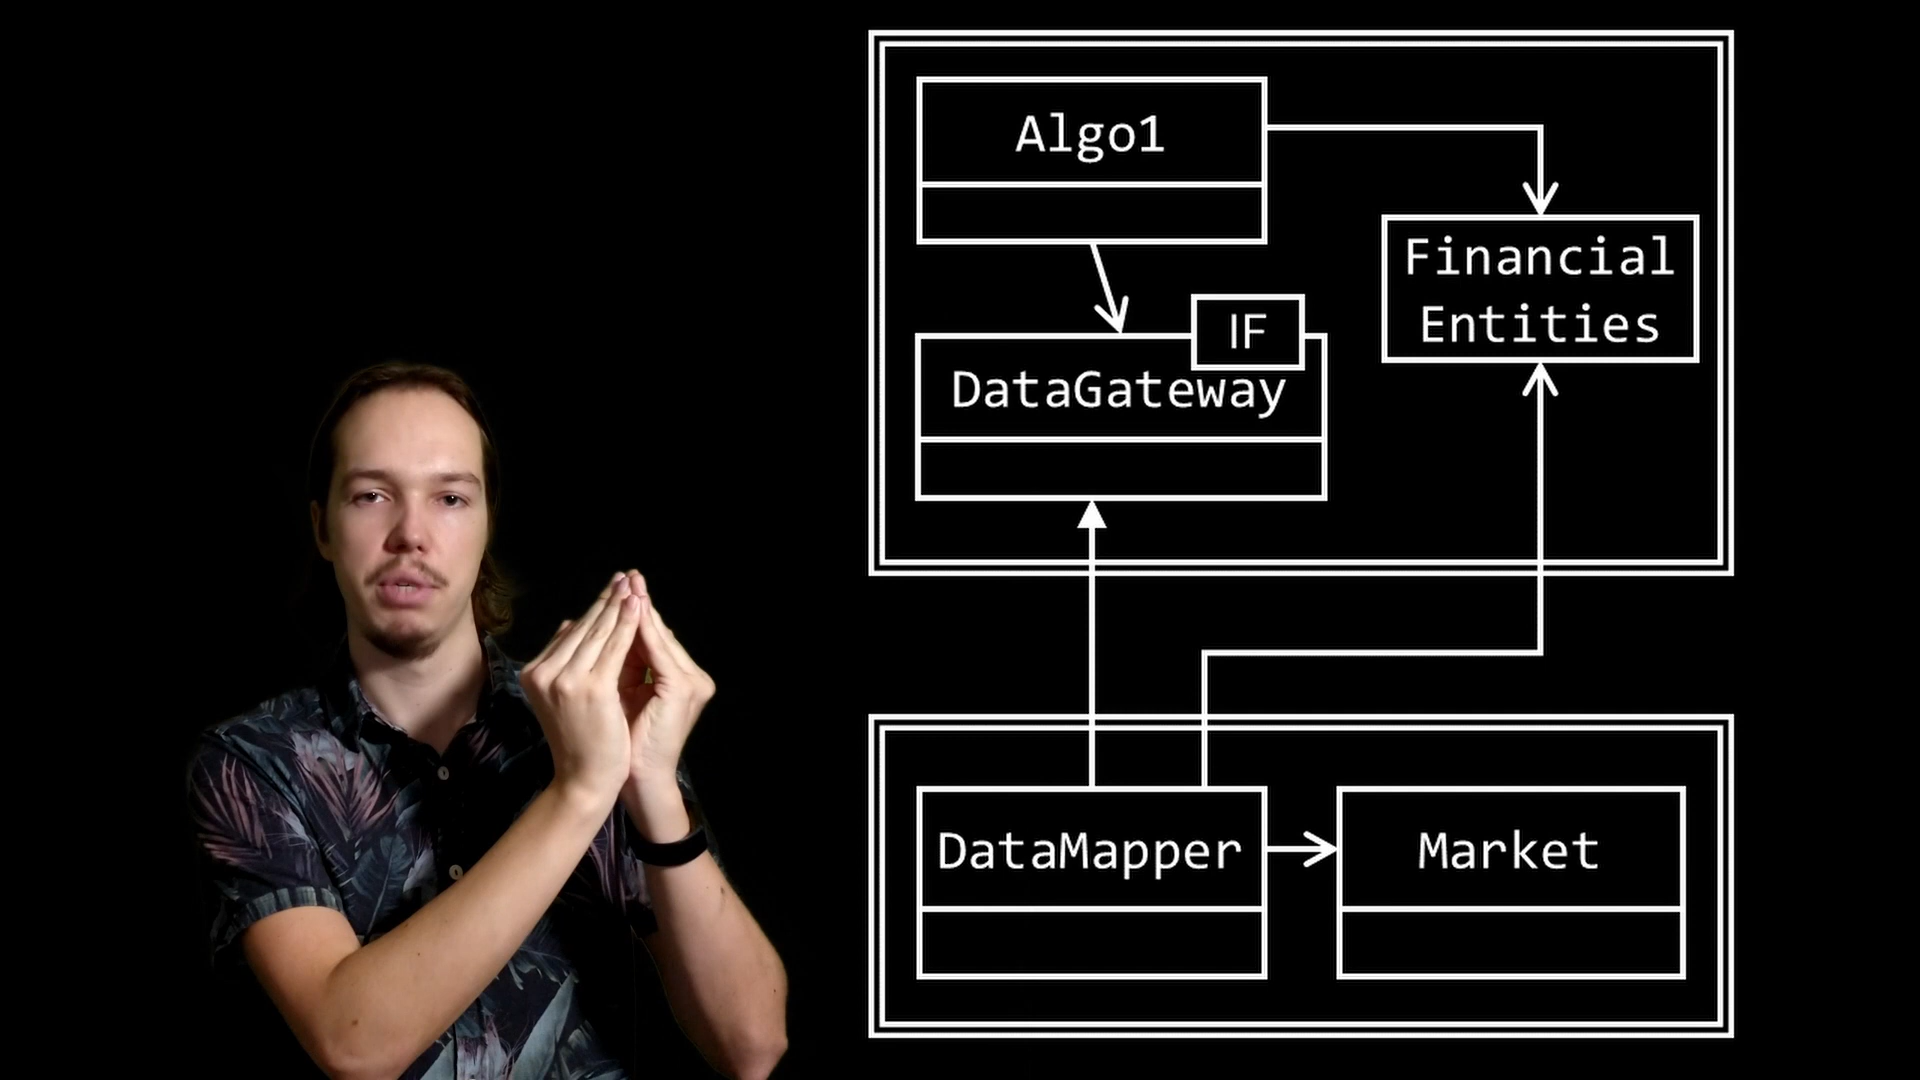 Algo1
Financial
Entities
IF
DataGateway
DataMapper
Market